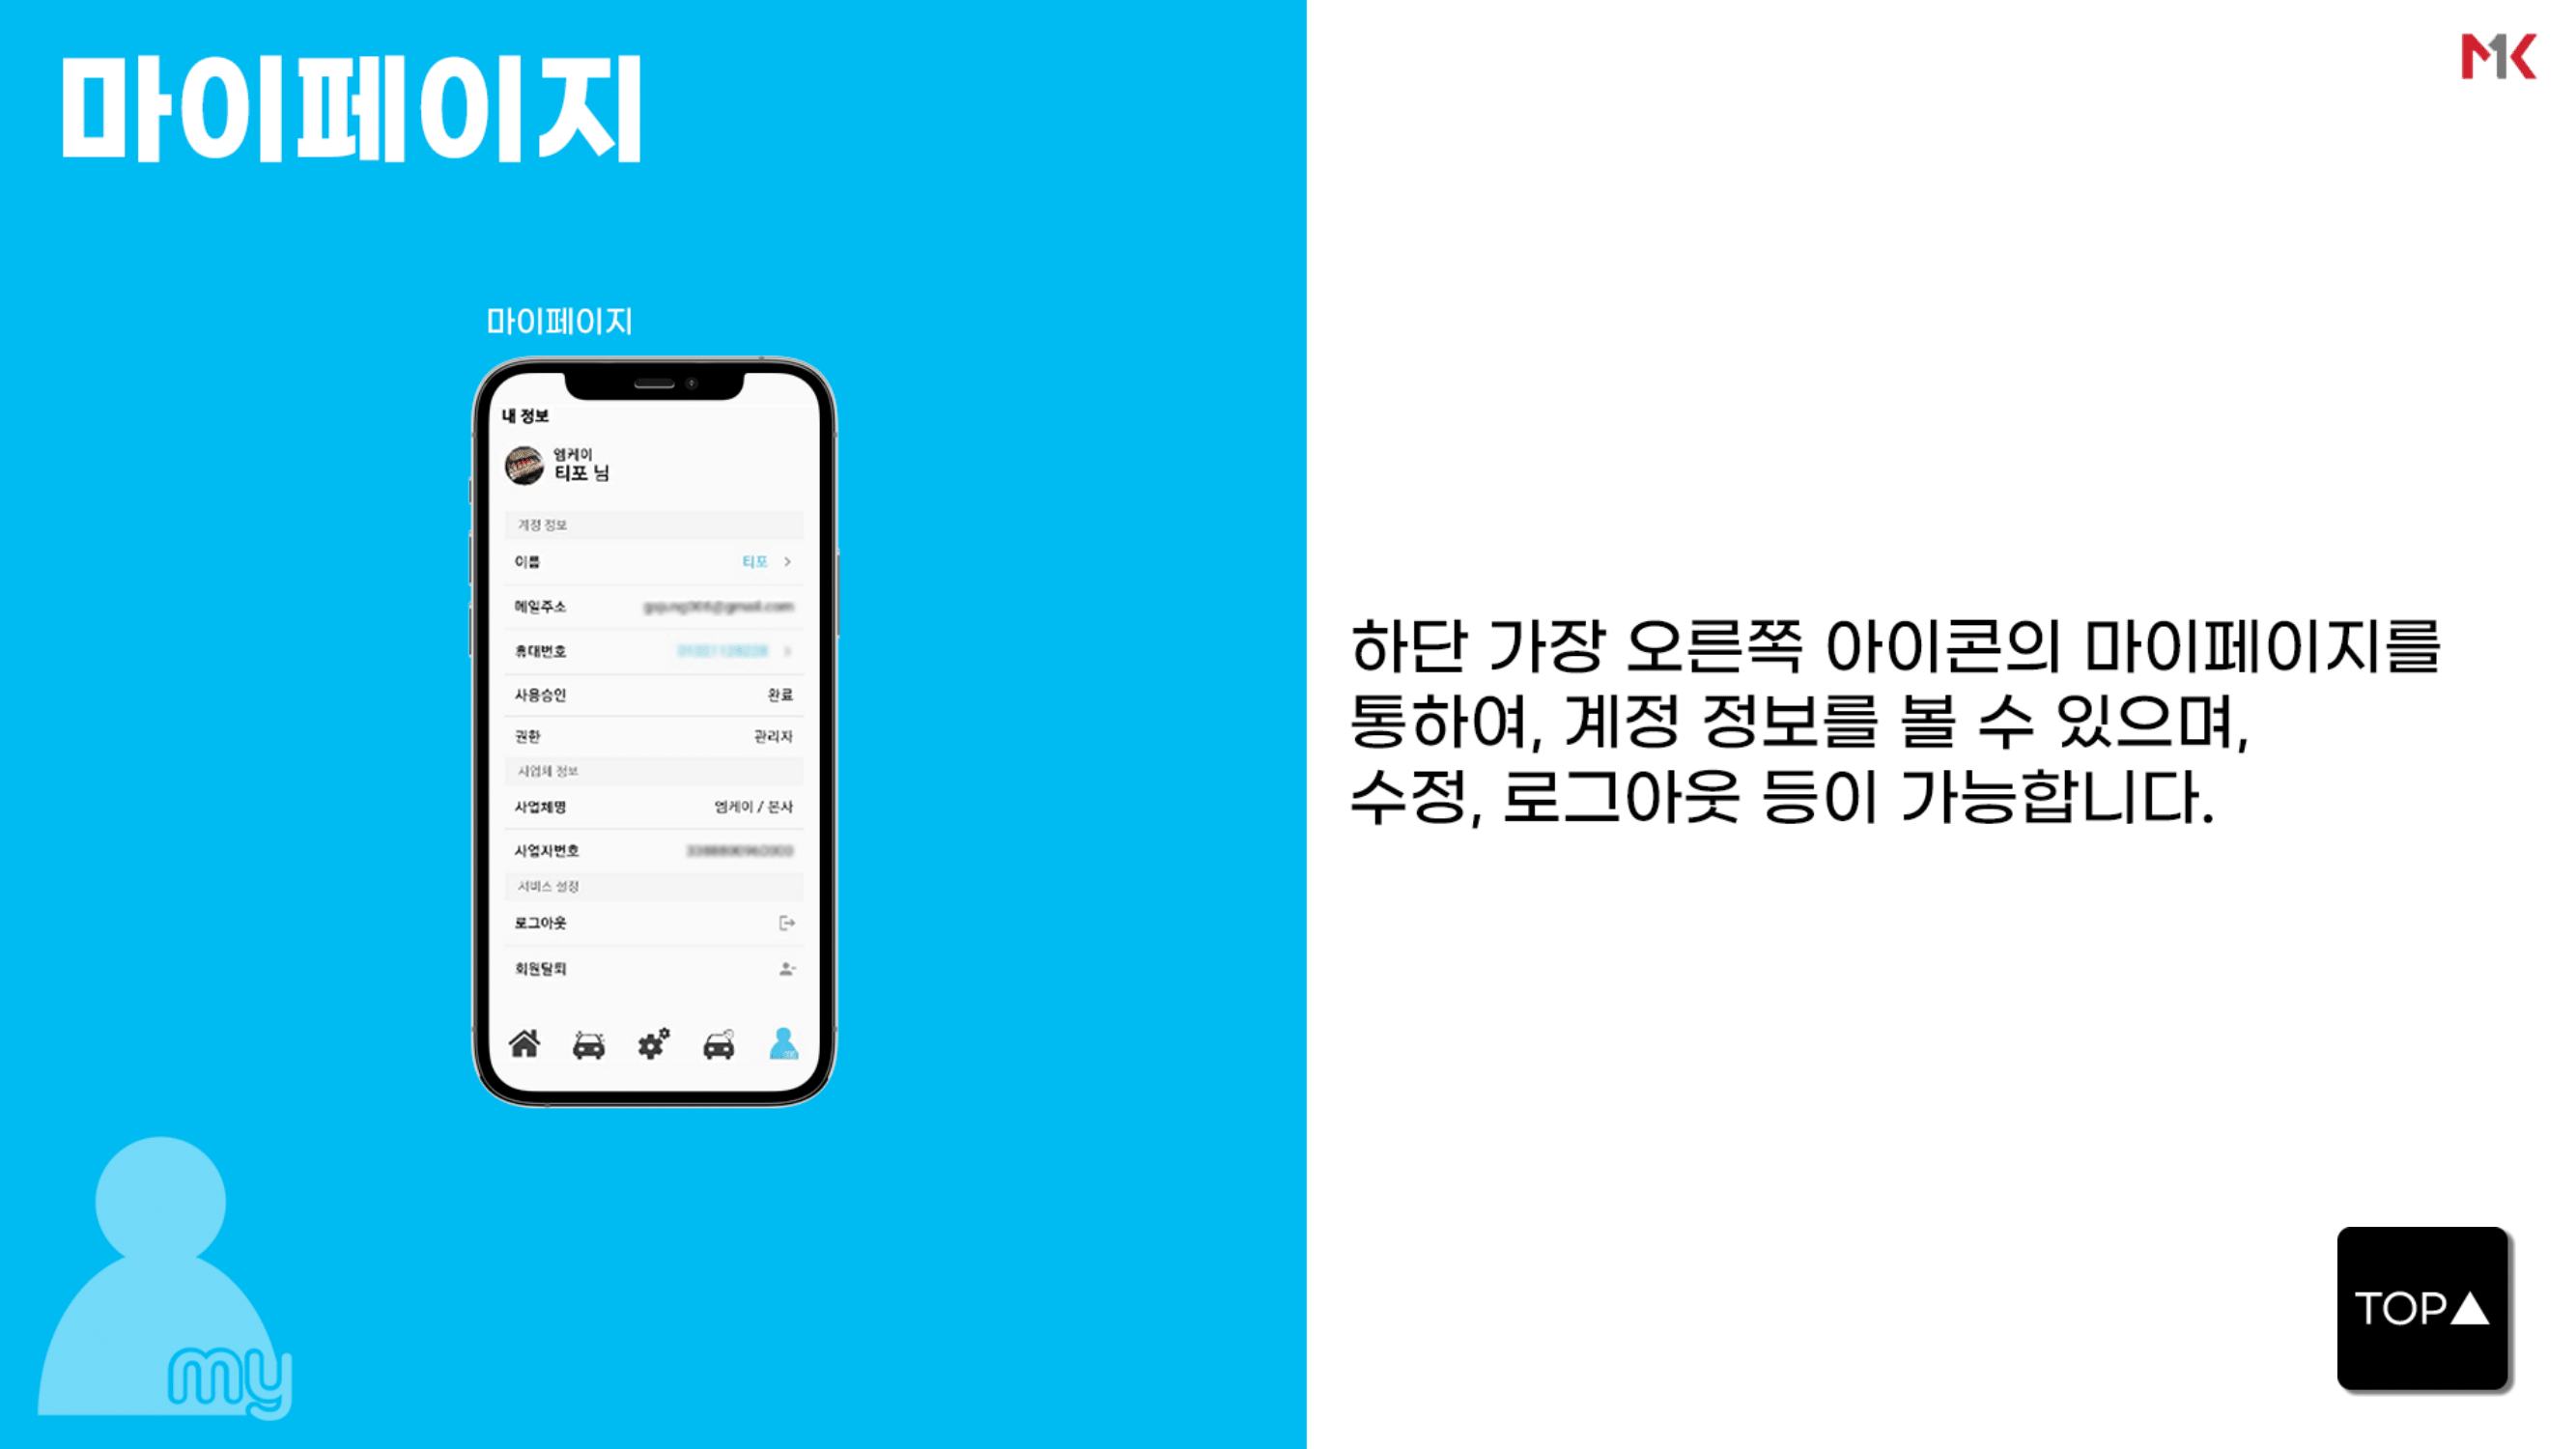 마이페이지
MK
마이페이지
내 정보
엠케이
티포 님
계정 정보
이름 티포
메일주소
휴대번호
사용승인 완료
권한 관리자
사업체 정보
사업체명 엠케이 / 본사
사업자번호
서비스 설정
로그아웃
회원탈퇴
하단 가장 오른쪽 아이콘의 마이페이지를
통하여, 계정 정보를 볼 수 있으며,
수정, 로그아웃 등이 가능합니다.
my
TOP▲